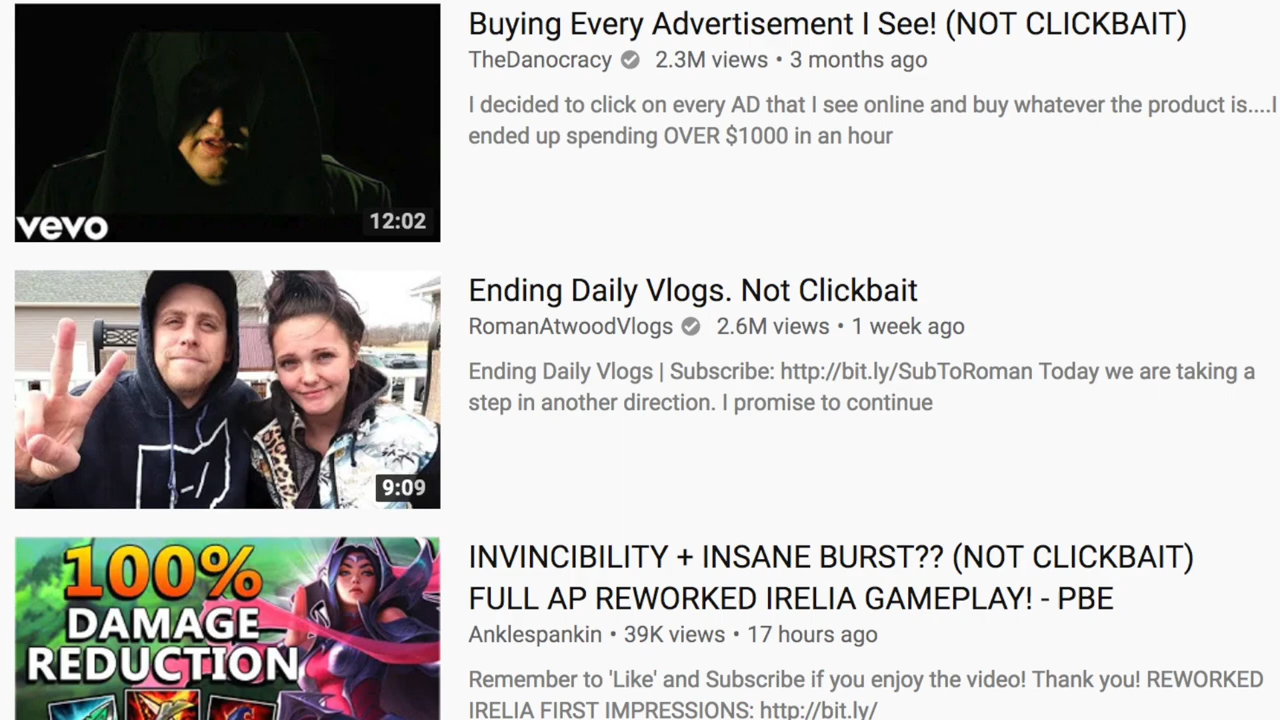 Buying Every Advertisement I See! (NOT CLICKBAIT)
TheDanocracy 2.3M views • 3 months ago
I decided to click on every AD that I see online and buy whatever the product is....I
ended up spending OVER $1000 in an hour
vevo
12:02
Ending Daily Vlogs. Not Clickbait
RomanAtwoodVlogs 2.6M views • 1 week ago
Ending Daily Vlogs | Subscribe: http://bit.ly/SubToRoman Today we are taking a
step in another direction. I promise to continue
9:09
100%
DAMAGE
REDUCTION
INVINCIBILITY + INSANE BURST?? (NOT CLICKBAIT)
FULL AP REWORKED IRELIA GAMEPLAY! - PBE
Anklespankin • 39K views • 17 hours ago
Remember to 'Like' and Subscribe if you enjoy the video! Thank you! REWORKED
IRELIA FIRST IMPRESSIONS: http://bit.ly/